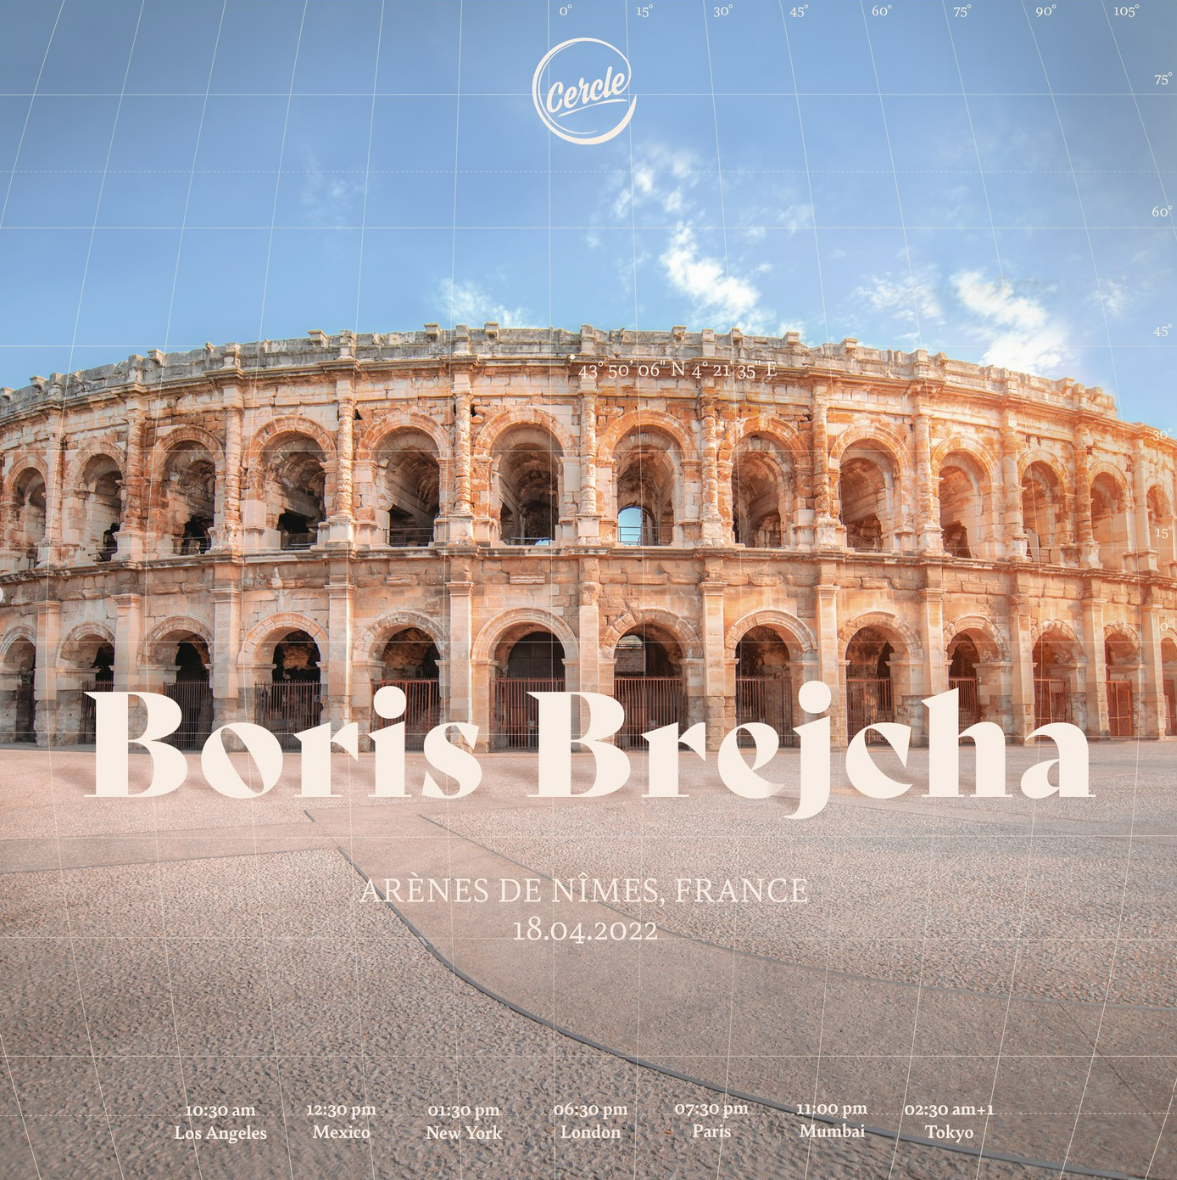 0° 15° 30° 45° 60° 75° 90° 105°
Cercle
75°
60°
45°
43° 50' 06" N 4° 21' 35" E
30°
15°
0°
Boris Brejcha
ARÈNES DE NÎMES, FRANCE
18.04.2022
10:30 am 12:30 pm 01:30 pm 06:30 pm 07:30 pm 11:00 pm 02:30 am+1
Los Angeles Mexico New York London Paris Mumbai Tokyo